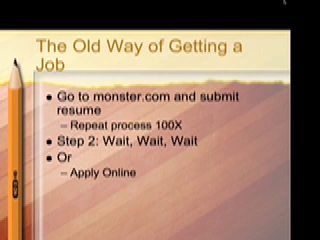 The Old Way of Getting a
Job
• Go to monster.com and submit
resume
– Repeat process 100X
• Step 2: Wait, Wait, Wait
• Or
– Apply Online